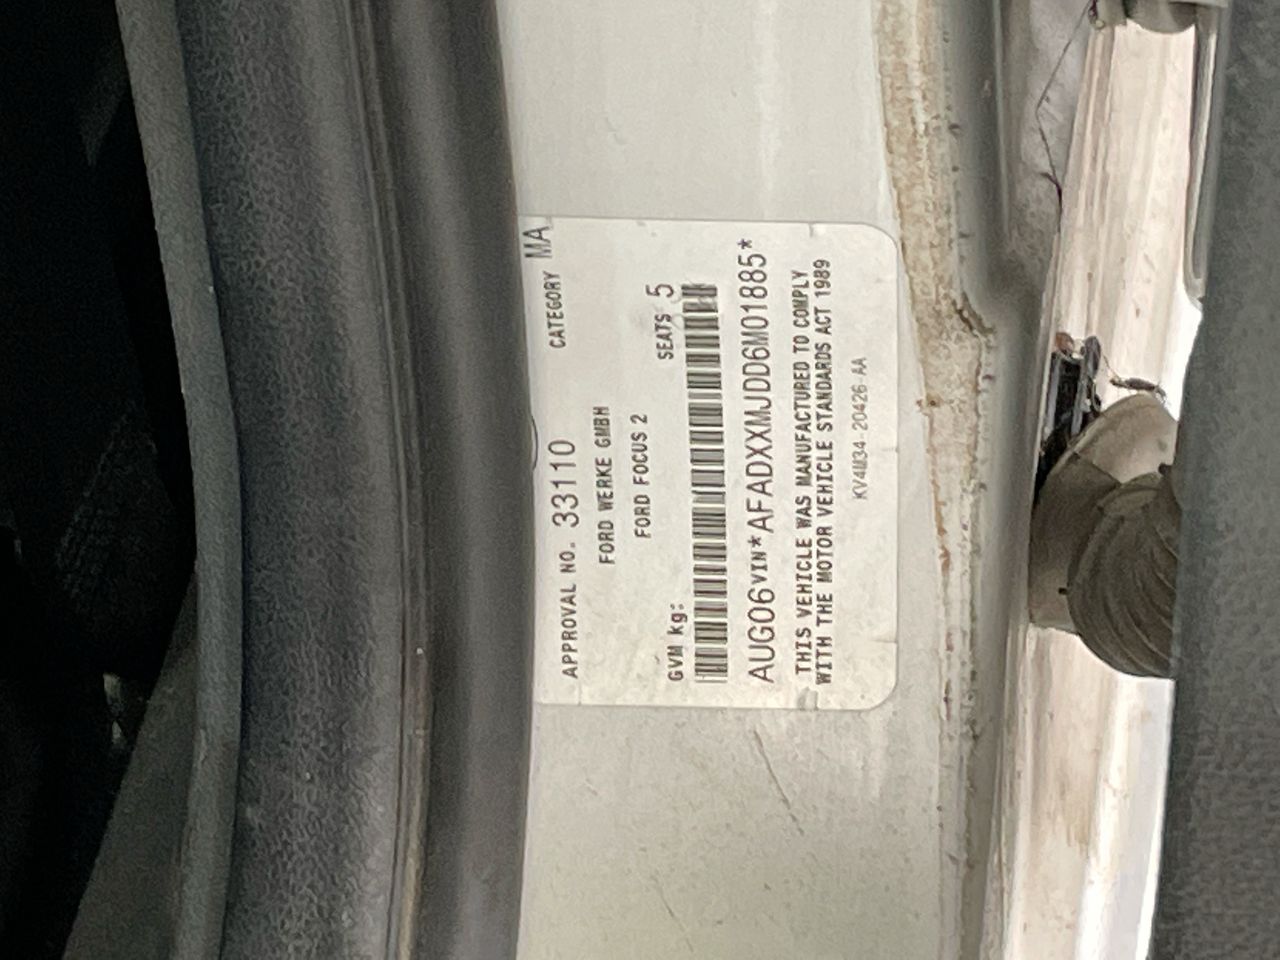 APPROVAL NO. 33110 CATEGORY MA
FORD WERKE GMBH
FORD FOCUS 2
GVM kg: SEATS 5
AUG06VIN*AFADXXMJDD6M01885*
THIS VEHICLE WAS MANUFACTURED TO COMPLY
WITH THE MOTOR VEHICLE STANDARDS ACT 1989
KV4M34-20426-AA